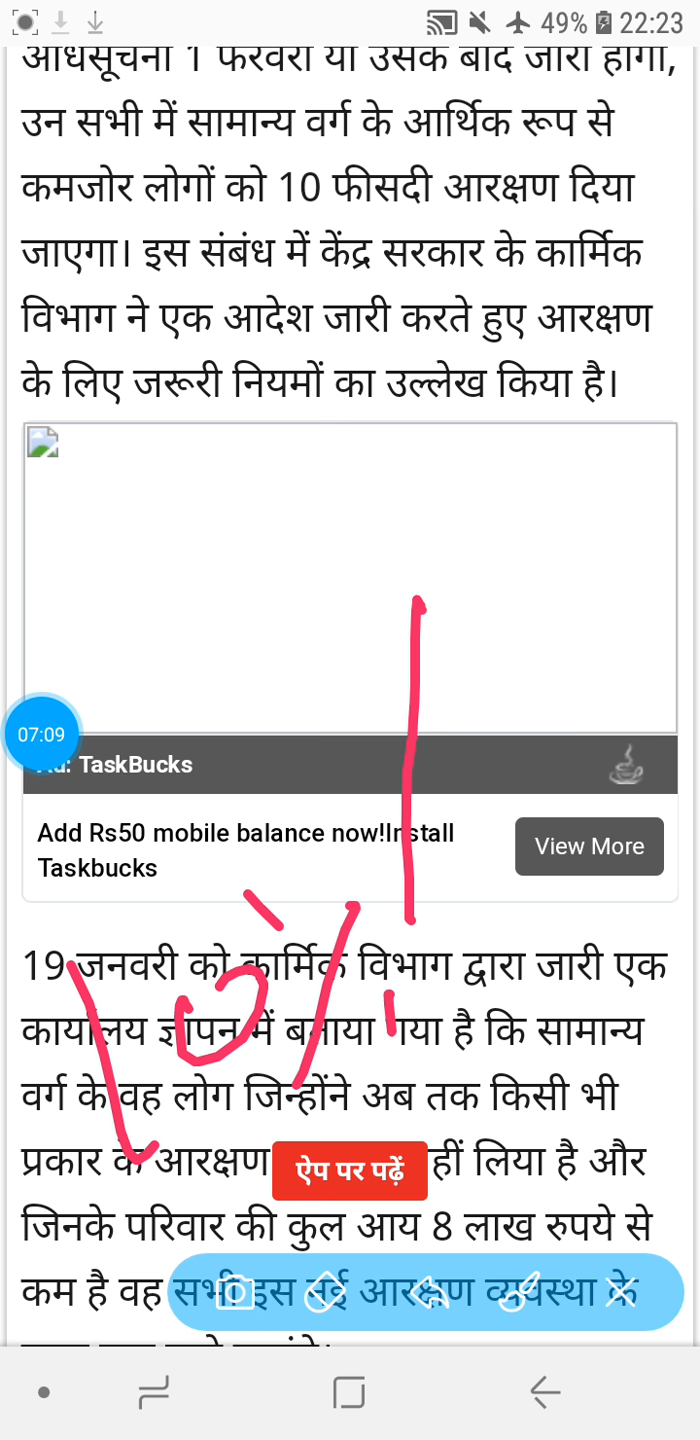 49% 22:23
अधिसूचना 1 फरवरी या उसके बाद जारी होगी,
उन सभी में सामान्य वर्ग के आर्थिक रूप से
कमजोर लोगों को 10 फीसदी आरक्षण दिया
जाएगा। इस संबंध में केंद्र सरकार के कार्मिक
विभाग ने एक आदेश जारी करते हुए आरक्षण
के लिए जरूरी नियमों का उल्लेख किया है।
07:09
Ad: TaskBucks
Add Rs50 mobile balance now!Install
Taskbucks
View More
10%
19 जनवरी को कार्मिक विभाग द्वारा जारी एक
कार्यालय ज्ञापन में बताया गया है कि सामान्य
वर्ग के वह लोग जिन्होंने अब तक किसी भी
प्रकार के आरक्षण हीं लिया है और
ऐप पर पढ़ें
जिनके परिवार की कुल आय 8 लाख रुपये से
कम है वह सभी इस नई आरक्षण व्यवस्था के